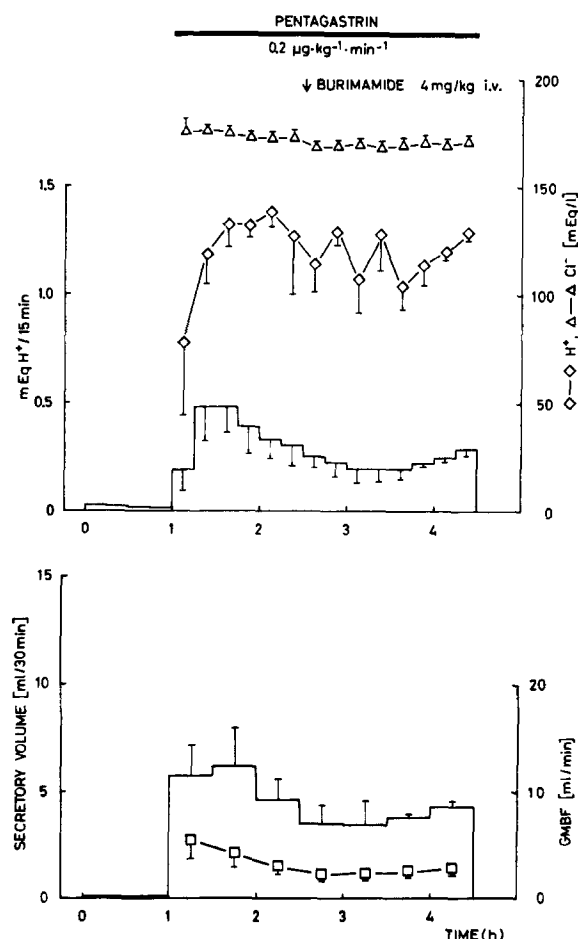 PENTAGASTRIN
0.2 µg·kg⁻¹·min⁻¹
↓ BURIMAMIDE 4 mg/kg i.v.
200
150
100
50
0
◇—◇ H⁺, △—△ Cl⁻ [mEq/l]
1.5
1.0
0.5
0
mEq H⁺/15 min
0 1 2 3 4
15
10
5
0
SECRETORY VOLUME [ml/30min]
20
10
0
GMBF [ml/min]
0 1 2 3 4
TIME (h)